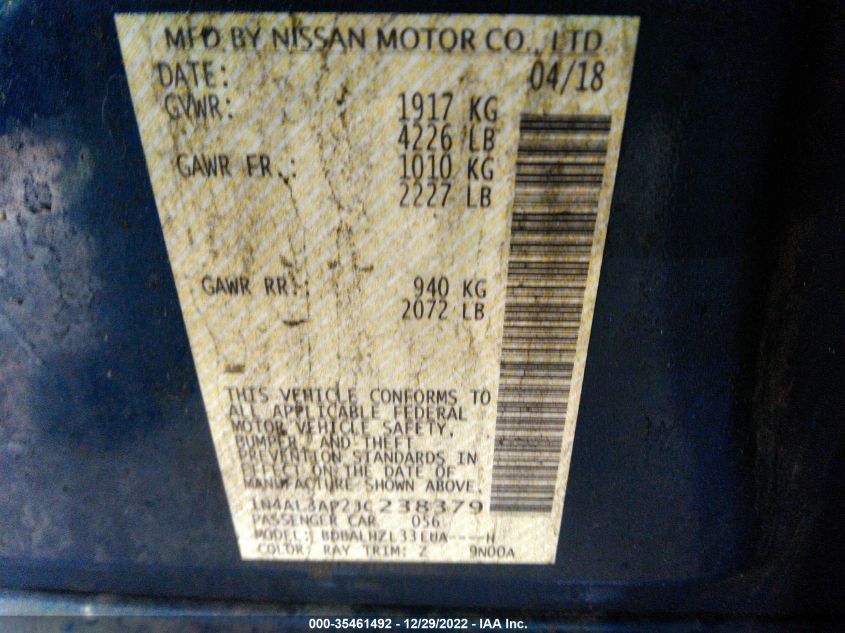 MFD BY NISSAN MOTOR CO., LTD.
DATE: 04/18
GVWR: 1917 KG
4226 LB
GAWR FR.: 1010 KG
2227 LB
GAWR RR.: 940 KG
2072 LB
THIS VEHICLE CONFORMS TO
ALL APPLICABLE FEDERAL
MOTOR VEHICLE SAFETY,
BUMPER, AND THEFT
PREVENTION STANDARDS IN
EFFECT ON THE DATE OF
MANUFACTURE SHOWN ABOVE.
1N4AL3AP2JC238379
PASSENGER CAR 056
MODEL: BDBALHZL33EUA----H
COLOR: RAY TRIM: Z 9N00A
000-35461492 - 12/29/2022 - IAA Inc.